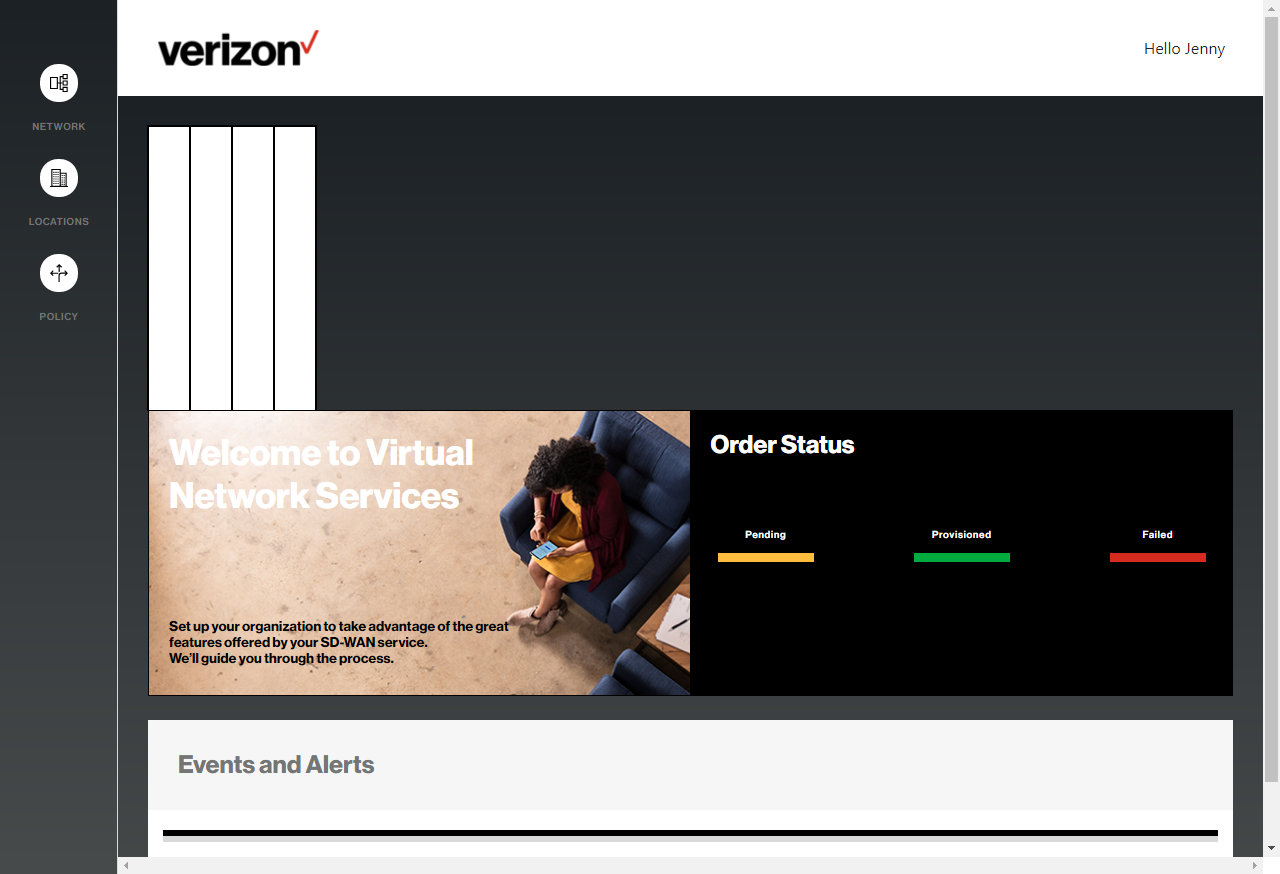 verizon
Hello Jenny
NETWORK
LOCATIONS
POLICY
Welcome to Virtual
Network Services
Set up your organization to take advantage of the great
features offered by your SD-WAN service.
We'll guide you through the process.
Order Status
Pending
Provisioned
Failed
Events and Alerts